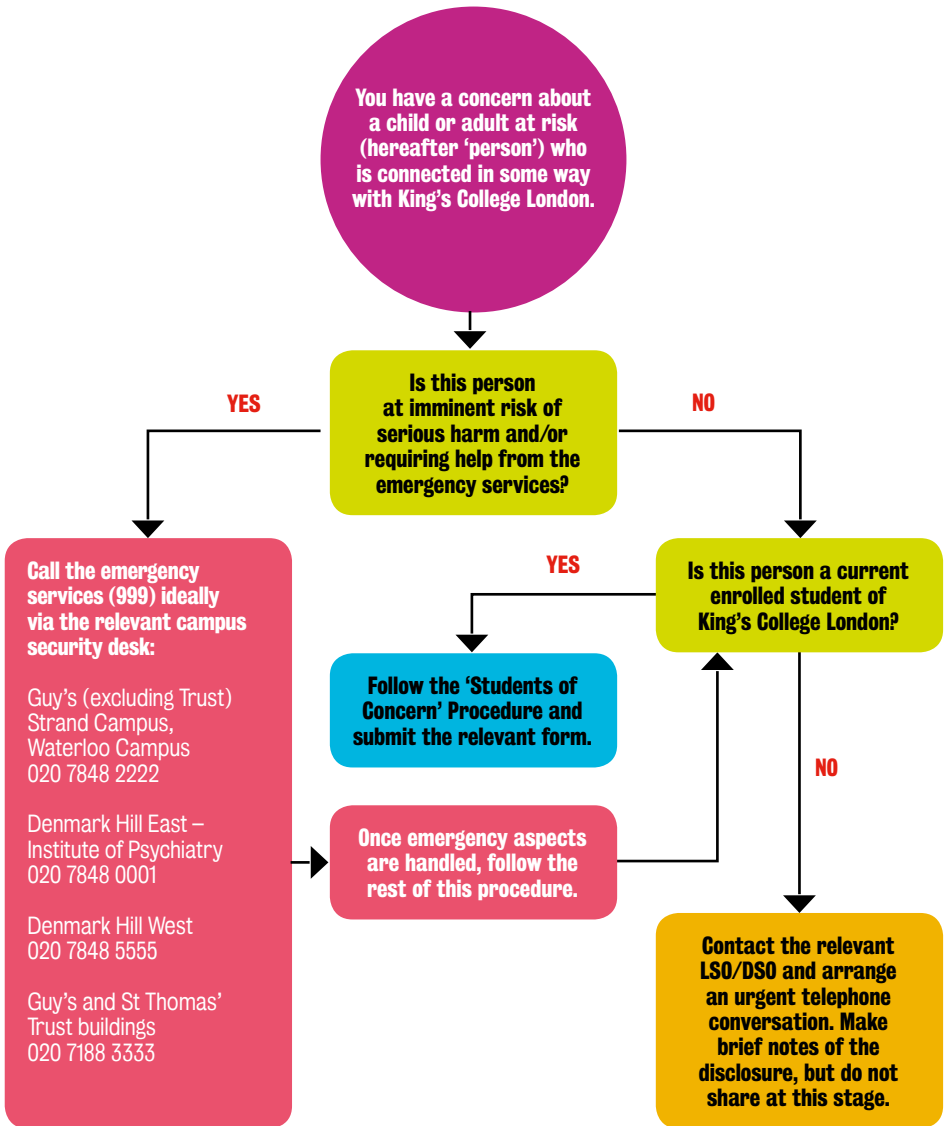 You have a concern about
a child or adult at risk
(hereafter ‘person’) who
is connected in some way
with King’s College London.
Is this person
at imminent risk of
serious harm and/or
requiring help from the
emergency services?
YES
NO
Call the emergency
services (999) ideally
via the relevant campus
security desk:
Guy’s (excluding Trust)
Strand Campus,
Waterloo Campus
020 7848 2222
Denmark Hill East –
Institute of Psychiatry
020 7848 0001
Denmark Hill West
020 7848 5555
Guy’s and St Thomas’
Trust buildings
020 7188 3333
Once emergency aspects
are handled, follow the
rest of this procedure.
Is this person a current
enrolled student of
King’s College London?
YES
Follow the ‘Students of
Concern’ Procedure and
submit the relevant form.
NO
Contact the relevant
LSO/DSO and arrange
an urgent telephone
conversation. Make
brief notes of the
disclosure, but do not
share at this stage.